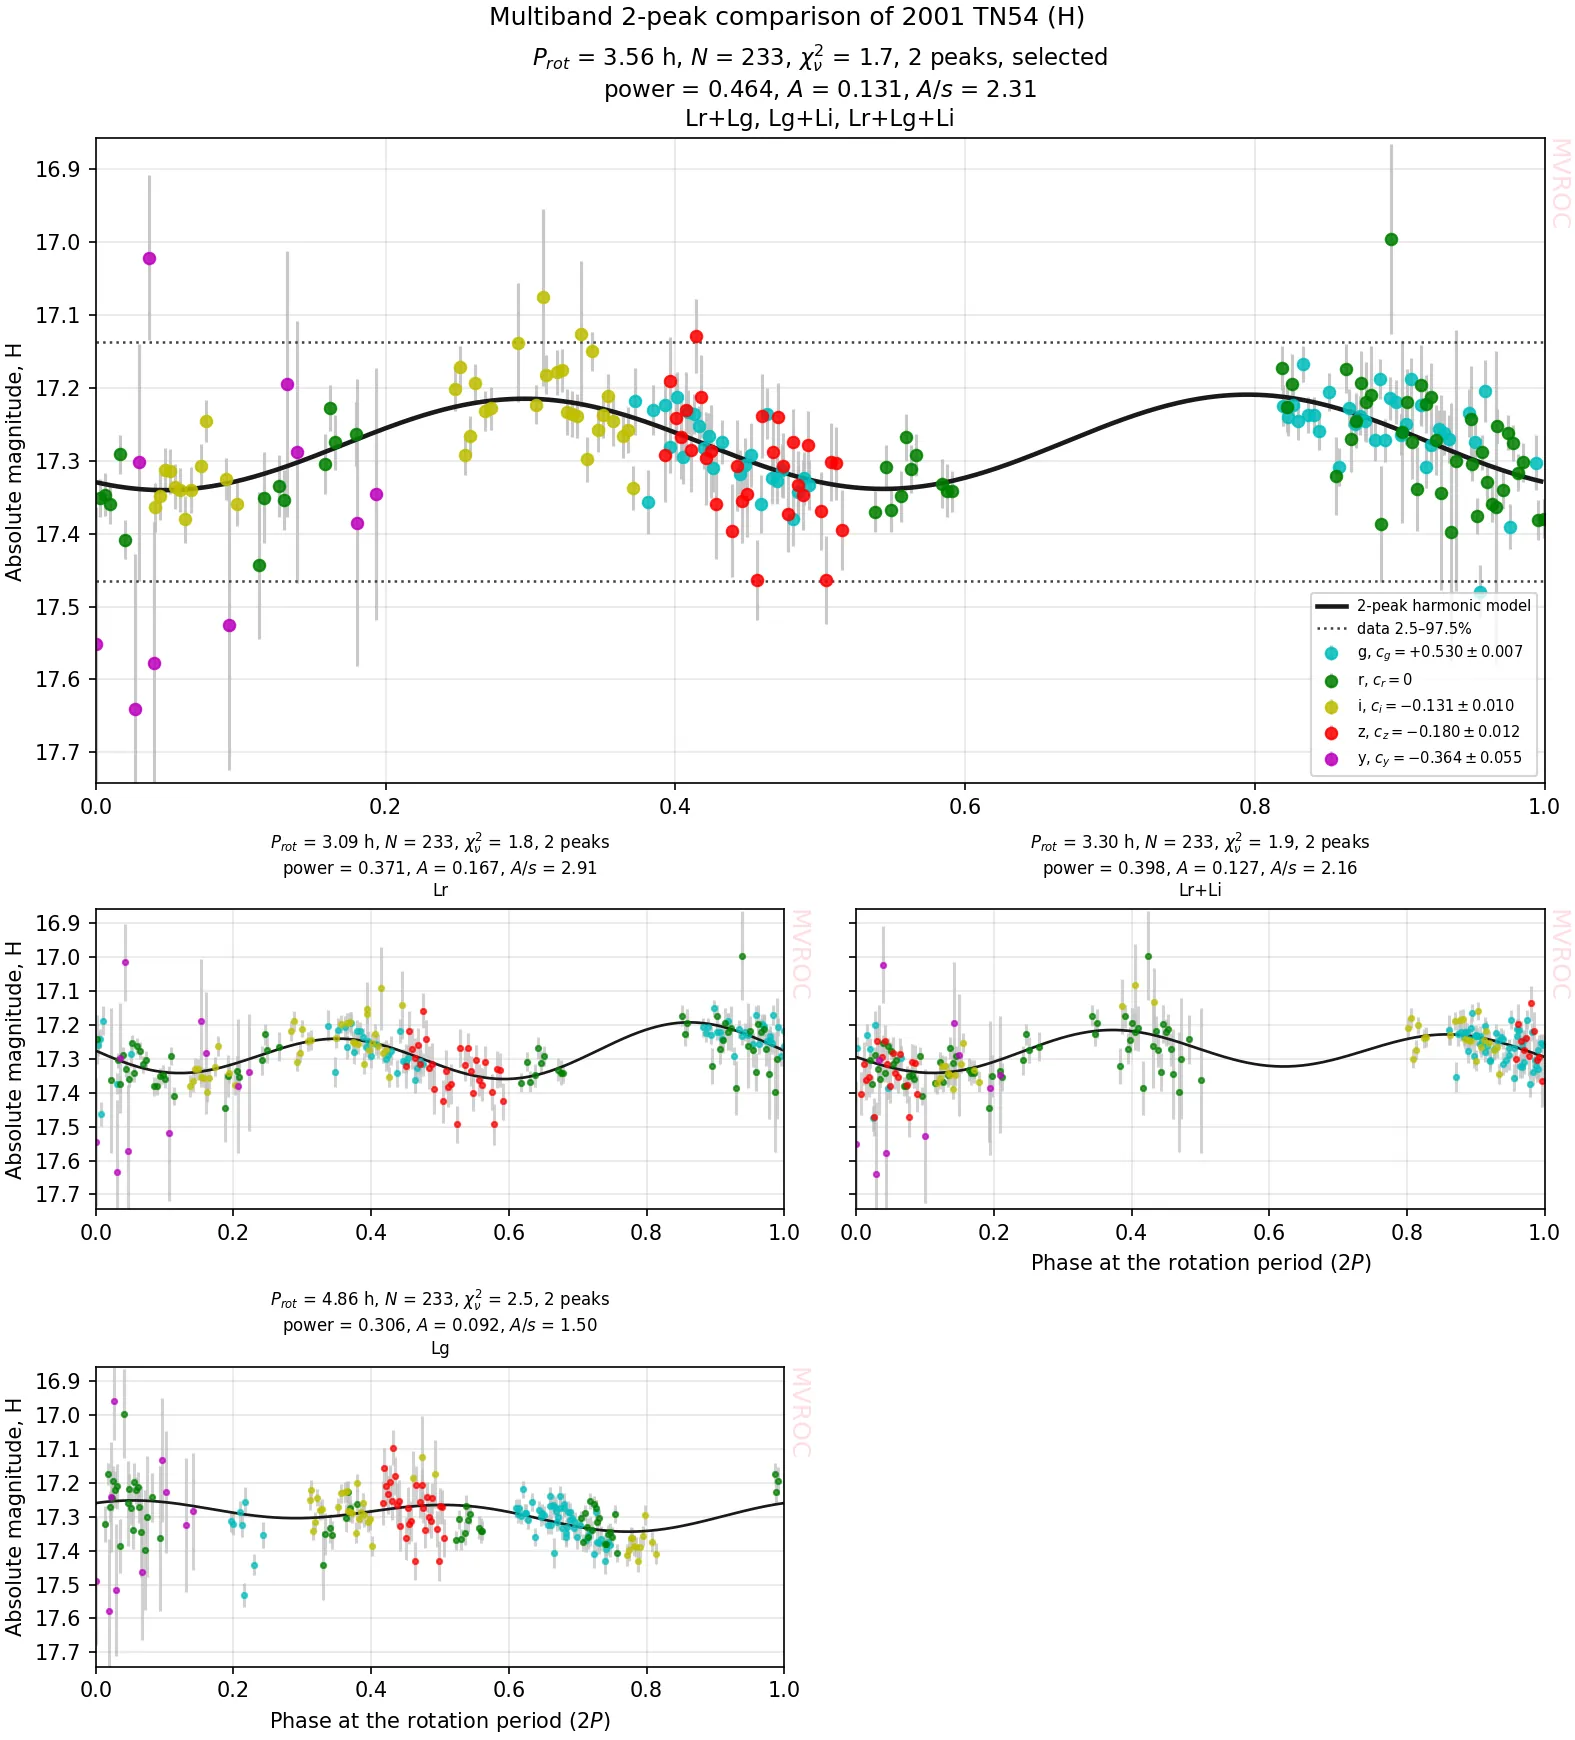 Multiband 2-peak comparison of 2001 TN54 (H)
P_rot = 3.56 h, N = 233, χ²_ν = 1.7, 2 peaks, selected
power = 0.464, A = 0.131, A/s = 2.31
Lr+Lg, Lg+Li, Lr+Lg+Li
MVROC
Absolute magnitude, H
16.9
17.0
17.1
17.2
17.3
17.4
17.5
17.6
17.7
2-peak harmonic model
data 2.5–97.5%
g, c_g = +0.530 ± 0.007
r, c_r = 0
i, c_i = −0.131 ± 0.010
z, c_z = −0.180 ± 0.012
y, c_y = −0.364 ± 0.055
0.0 0.2 0.4 0.6 0.8 1.0
P_rot = 3.09 h, N = 233, χ²_ν = 1.8, 2 peaks
power = 0.371, A = 0.167, A/s = 2.91
Lr
MVROC
Absolute magnitude, H
16.9
17.0
17.1
17.2
17.3
17.4
17.5
17.6
17.7
0.0 0.2 0.4 0.6 0.8 1.0
P_rot = 3.30 h, N = 233, χ²_ν = 1.9, 2 peaks
power = 0.398, A = 0.127, A/s = 2.16
Lr+Li
MVROC
0.0 0.2 0.4 0.6 0.8 1.0
Phase at the rotation period (2P)
P_rot = 4.86 h, N = 233, χ²_ν = 2.5, 2 peaks
power = 0.306, A = 0.092, A/s = 1.50
Lg
MVROC
Absolute magnitude, H
16.9
17.0
17.1
17.2
17.3
17.4
17.5
17.6
17.7
0.0 0.2 0.4 0.6 0.8 1.0
Phase at the rotation period (2P)